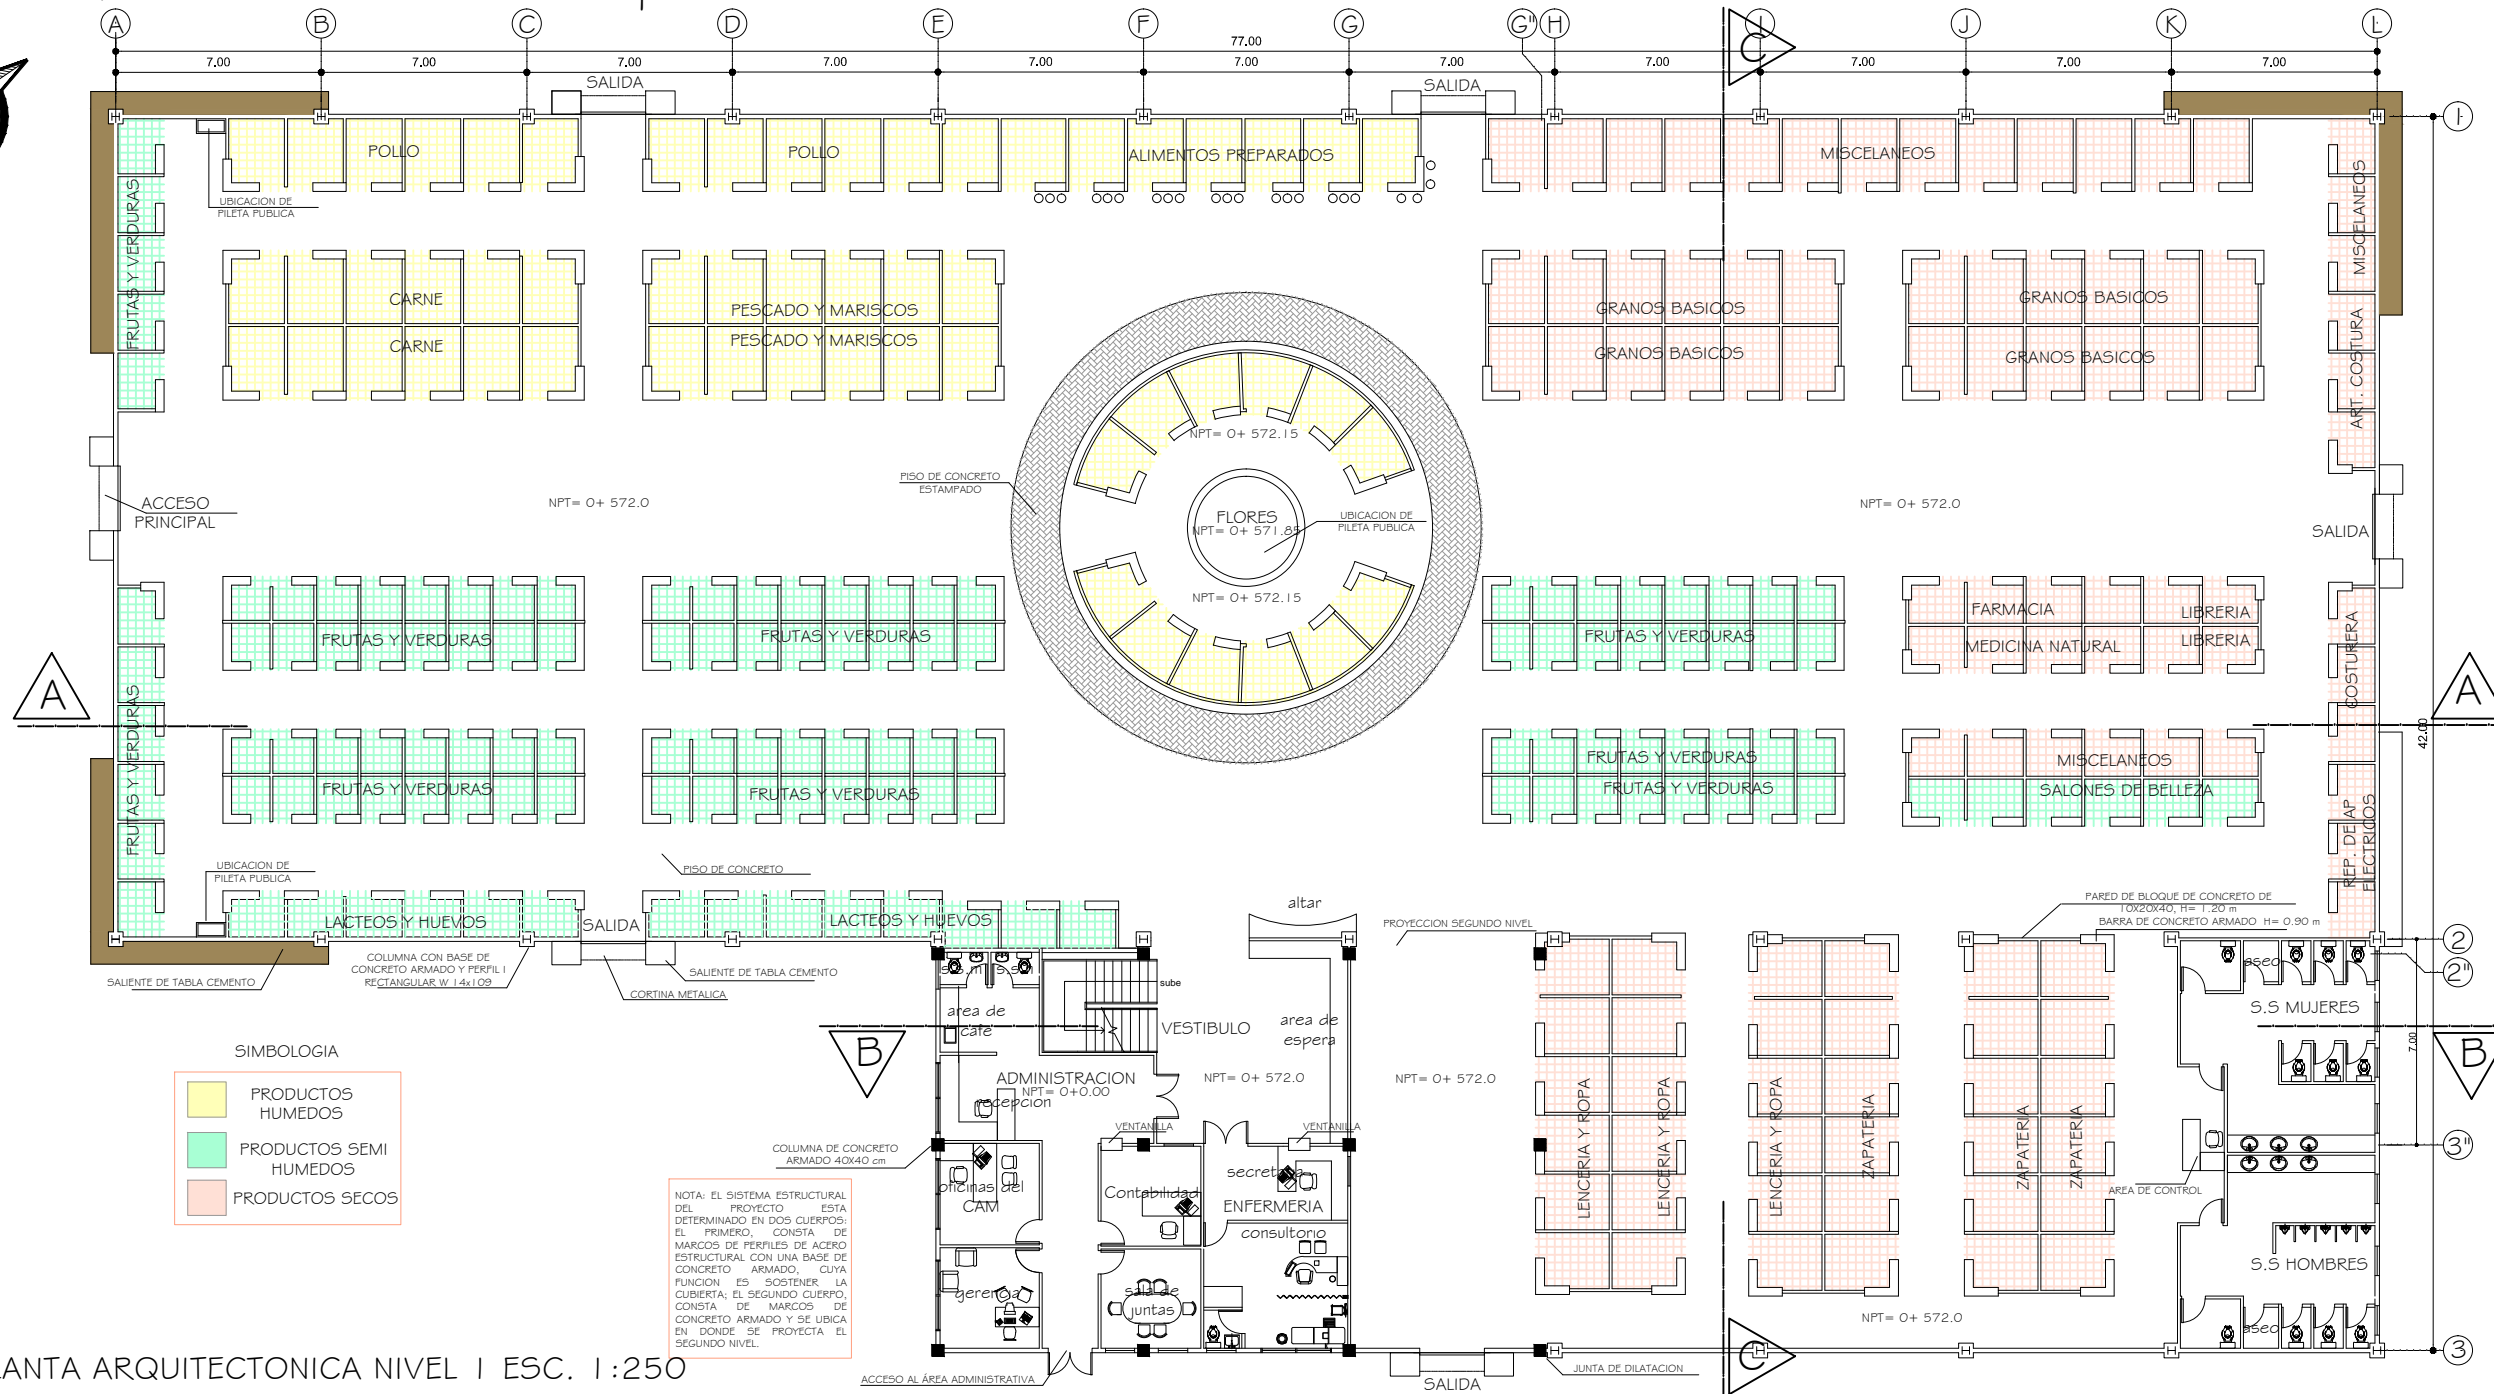 A B C D E F G G" H I J K L
77.00
7.00 7.00 7.00 7.00 7.00 7.00 7.00 7.00 7.00 7.00 7.00
C
SALIDA
SALIDA
1
POLLO
POLLO
ALIMENTOS PREPARADOS
MISCELANEOS
UBICACION DE
PILETA PUBLICA
FRUTAS Y VERDURAS
FRUTAS Y VERDURAS
MISCELANEOS
MISCELANEOS
ART. COSTURA
CARNE
CARNE
PESCADO Y MARISCOS
PESCADO Y MARISCOS
GRANOS BASICOS
GRANOS BASICOS
GRANOS BASICOS
GRANOS BASICOS
NPT= 0+ 572.15
PISO DE CONCRETO
ESTAMPADO
ACCESO
PRINCIPAL
NPT= 0+ 572.0
FLORES
NPT= 0+ 571.85
UBICACION DE
PILETA PUBLICA
NPT= 0+ 572.0
SALIDA
NPT= 0+ 572.15
FRUTAS Y VERDURAS
FRUTAS Y VERDURAS
FRUTAS Y VERDURAS
FARMACIA
LIBRERIA
MEDICINA NATURAL
LIBRERIA
COSTURERA
A
A
42.00
FRUTAS Y VERDURAS
FRUTAS Y VERDURAS
FRUTAS Y VERDURAS
FRUTAS Y VERDURAS
FRUTAS Y VERDURAS
FRUTAS Y VERDURAS
MISCELANEOS
SALONES DE BELLEZA
REP. DE AP
ELECTRICOS
UBICACION DE
PILETA PUBLICA
PISO DE CONCRETO
LACTEOS Y HUEVOS
SALIDA
LACTEOS Y HUEVOS
altar
PROYECCION SEGUNDO NIVEL
PARED DE BLOQUE DE CONCRETO DE
10X20X40, H= 1.20 m
BARRA DE CONCRETO ARMADO H= 0.90 m
2
2"
SALIENTE DE TABLA CEMENTO
COLUMNA CON BASE DE
CONCRETO ARMADO Y PERFIL I
RECTANGULAR W 14x109
SALIENTE DE TABLA CEMENTO
CORTINA METALICA
s.s.m
aseo
S.S MUJERES
sube
area de
cafe
VESTIBULO
area de
espera
B
B
7.00
SIMBOLOGIA
PRODUCTOS
HUMEDOS
PRODUCTOS SEMI
HUMEDOS
PRODUCTOS SECOS
ADMINISTRACION
NPT= 0+0.00
recepcion
NPT= 0+ 572.0
NPT= 0+ 572.0
VENTANILLA
VENTANILLA
COLUMNA DE CONCRETO
ARMADO 40X40 cm
LENCERIA Y ROPA
LENCERIA Y ROPA
LENCERIA Y ROPA
ZAPATERIA
ZAPATERIA
ZAPATERIA
3"
AREA DE CONTROL
oficinas del
CAM
Contabilidad
secretaria
ENFERMERIA
consultorio
NOTA: EL SISTEMA ESTRUCTURAL
DEL PROYECTO ESTA
DETERMINADO EN DOS CUERPOS:
EL PRIMERO, CONSTA DE
MARCOS DE PERFILES DE ACERO
ESTRUCTURAL CON UNA BASE DE
CONCRETO ARMADO, CUYA
FUNCION ES SOSTENER LA
CUBIERTA; EL SEGUNDO CUERPO,
CONSTA DE MARCOS DE
CONCRETO ARMADO Y SE UBICA
EN DONDE SE PROYECTA EL
SEGUNDO NIVEL.
gerencia
sala de
juntas
S.S HOMBRES
NPT= 0+ 572.0
aseo
C
3
JUNTA DE DILATACION
SALIDA
ACCESO AL ÁREA ADMINISTRATIVA
LANTA ARQUITECTONICA NIVEL 1 ESC. 1:250